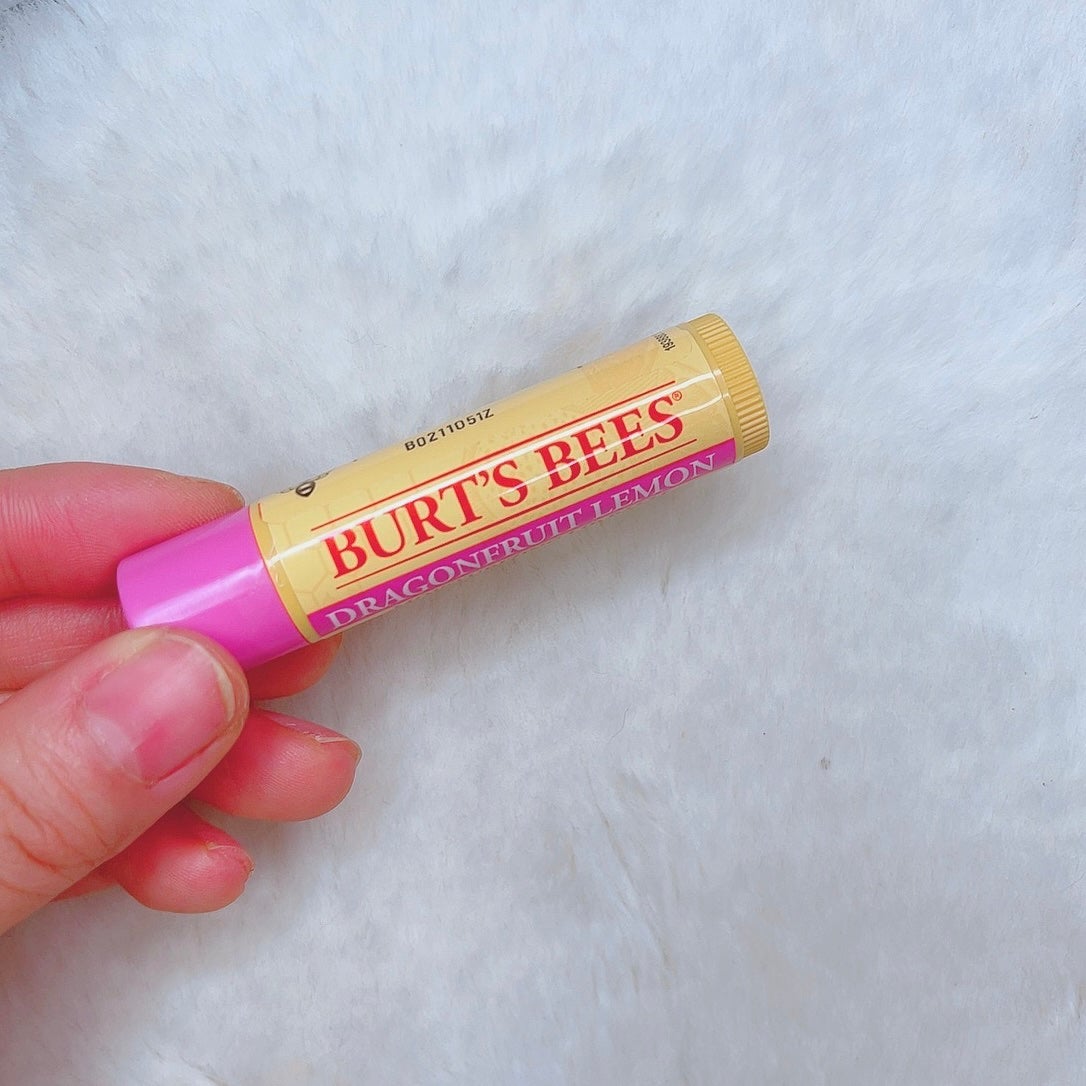 B0211051Z
BURT'S BEES®
DRAGONFRUIT LEMON